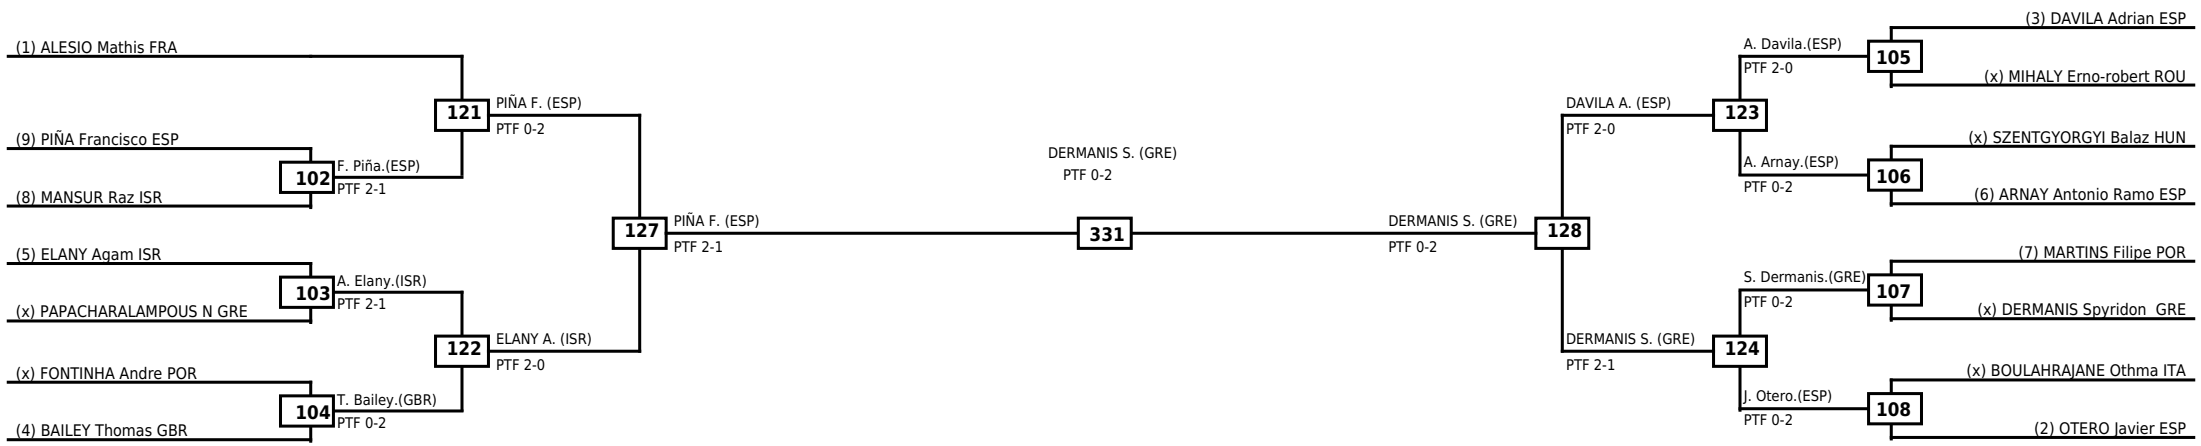 (1) ALESIO Mathis FRA
(9) PIÑA Francisco ESP
(8) MANSUR Raz ISR
(5) ELANY Agam ISR
(x) PAPACHARALAMPOUS N GRE
(x) FONTINHA Andre POR
(4) BAILEY Thomas GBR
102
F. Piña.(ESP)
PTF 2-1
103
A. Elany.(ISR)
PTF 2-1
104
T. Bailey.(GBR)
PTF 0-2
121
PIÑA F. (ESP)
PTF 0-2
122
ELANY A. (ISR)
PTF 2-0
127
PIÑA F. (ESP)
PTF 2-1
DERMANIS S. (GRE)
PTF 0-2
331
DERMANIS S. (GRE)
PTF 0-2
128
DAVILA A. (ESP)
PTF 2-0
DERMANIS S. (GRE)
PTF 2-1
123
124
A. Davila.(ESP)
PTF 2-0
A. Arnay.(ESP)
PTF 0-2
S. Dermanis.(GRE)
PTF 0-2
J. Otero.(ESP)
PTF 0-2
105
106
107
108
(3) DAVILA Adrian ESP
(x) MIHALY Erno-robert ROU
(x) SZENTGYORGYI Balaz HUN
(6) ARNAY Antonio Ramo ESP
(7) MARTINS Filipe POR
(x) DERMANIS Spyridon  GRE
(x) BOULAHRAJANE Othma ITA
(2) OTERO Javier ESP